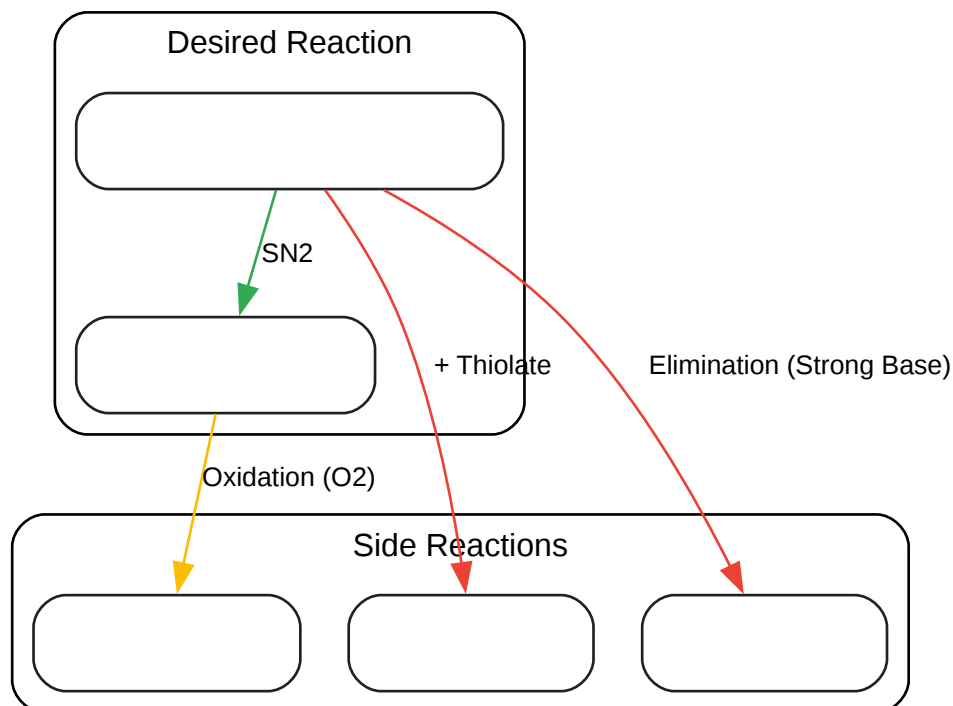 Desired Reaction
SN2
+ Thiolate
Elimination (Strong Base)
Oxidation (O2)
Side Reactions